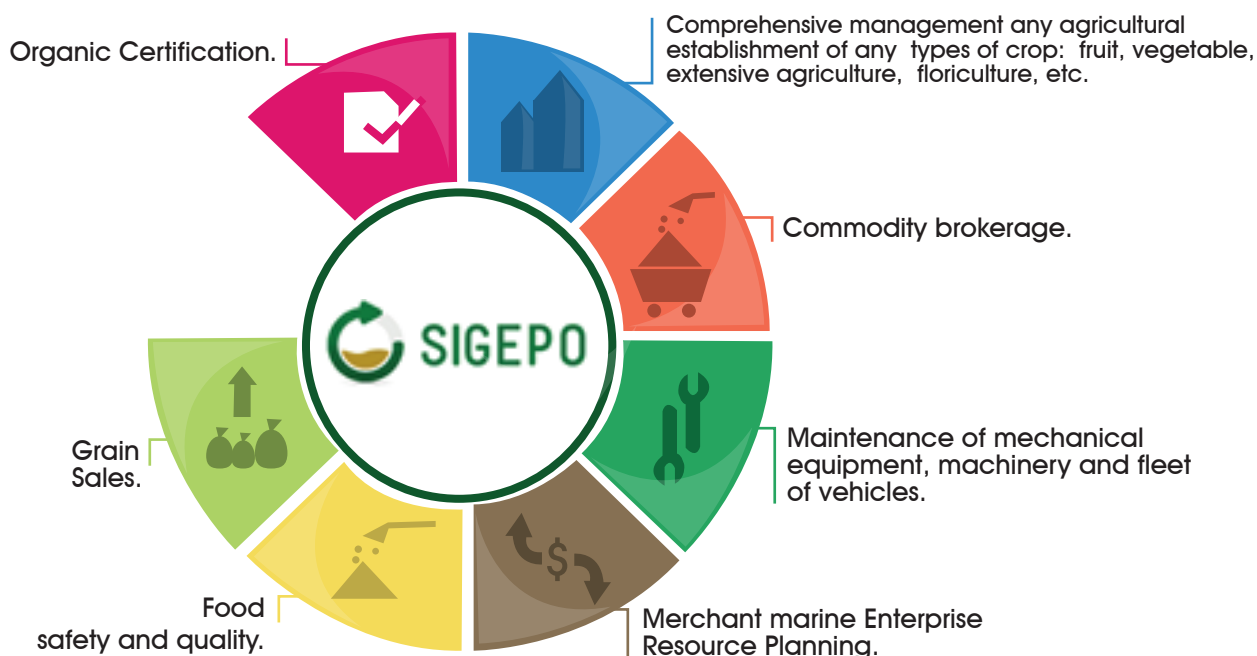 Organic Certification.
Comprehensive management any agricultural
establishment of any types of crop: fruit, vegetable,
extensive agriculture, floriculture, etc.
Commodity brokerage.
SIGEPO
Maintenance of mechanical
equipment, machinery and fleet
of vehicles.
Grain
Sales.
$
Food
safety and quality.
Merchant marine Enterprise
Resource Planning.